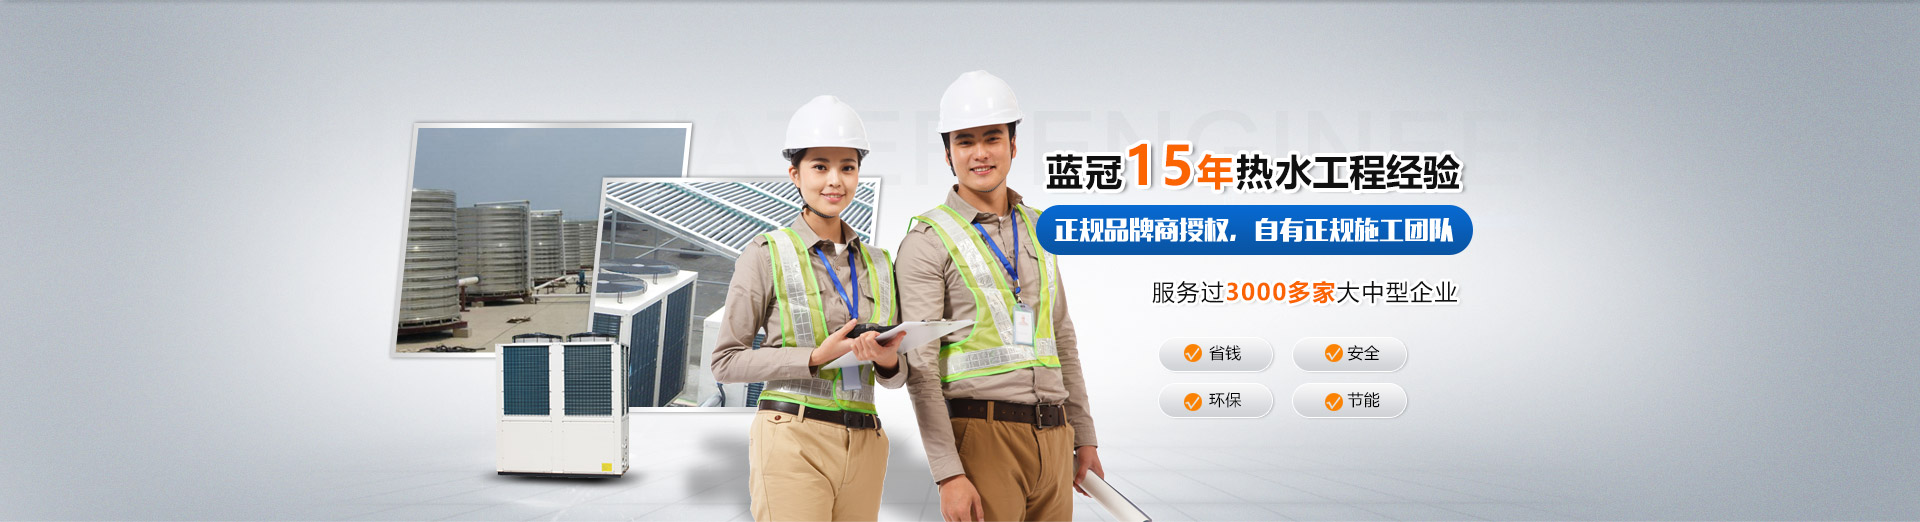 蓝冠15年热水工程经验
正规品牌商授权，自有正规施工团队
服务过3000多家大中型企业
省钱 安全
环保 节能